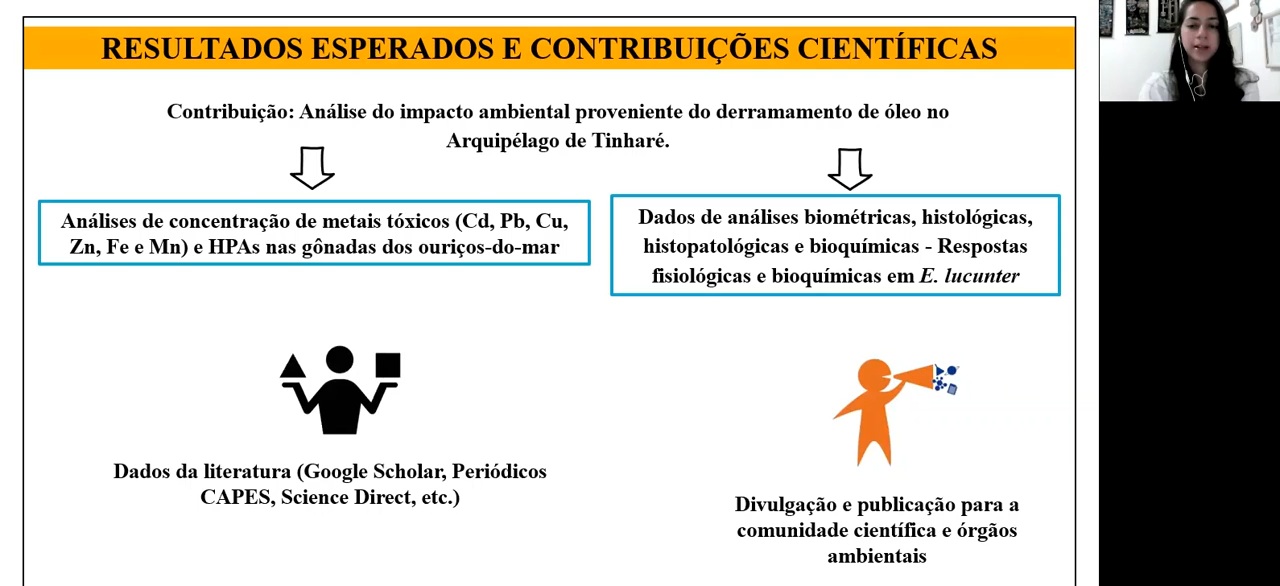 RESULTADOS ESPERADOS E CONTRIBUIÇÕES CIENTÍFICAS
Contribuição: Análise do impacto ambiental proveniente do derramamento de óleo no
Arquipélago de Tinharé.
Análises de concentração de metais tóxicos (Cd, Pb, Cu,
Zn, Fe e Mn) e HPAs nas gônadas dos ouriços-do-mar
Dados de análises biométricas, histológicas,
histopatológicas e bioquímicas - Respostas
fisiológicas e bioquímicas em E. lucunter
Dados da literatura (Google Scholar, Periódicos
CAPES, Science Direct, etc.)
Divulgação e publicação para a
comunidade científica e órgãos
ambientais